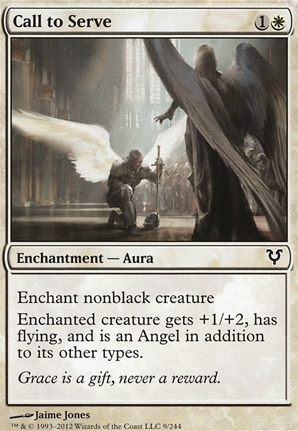 Call to Serve 1
Enchantment — Aura
Enchant nonblack creature
Enchanted creature gets +1/+2, has
flying, and is an Angel in addition
to its other types.
Grace is a gift, never a reward.
Jaime Jones
™ & © 1993–2012 Wizards of the Coast LLC 9/244